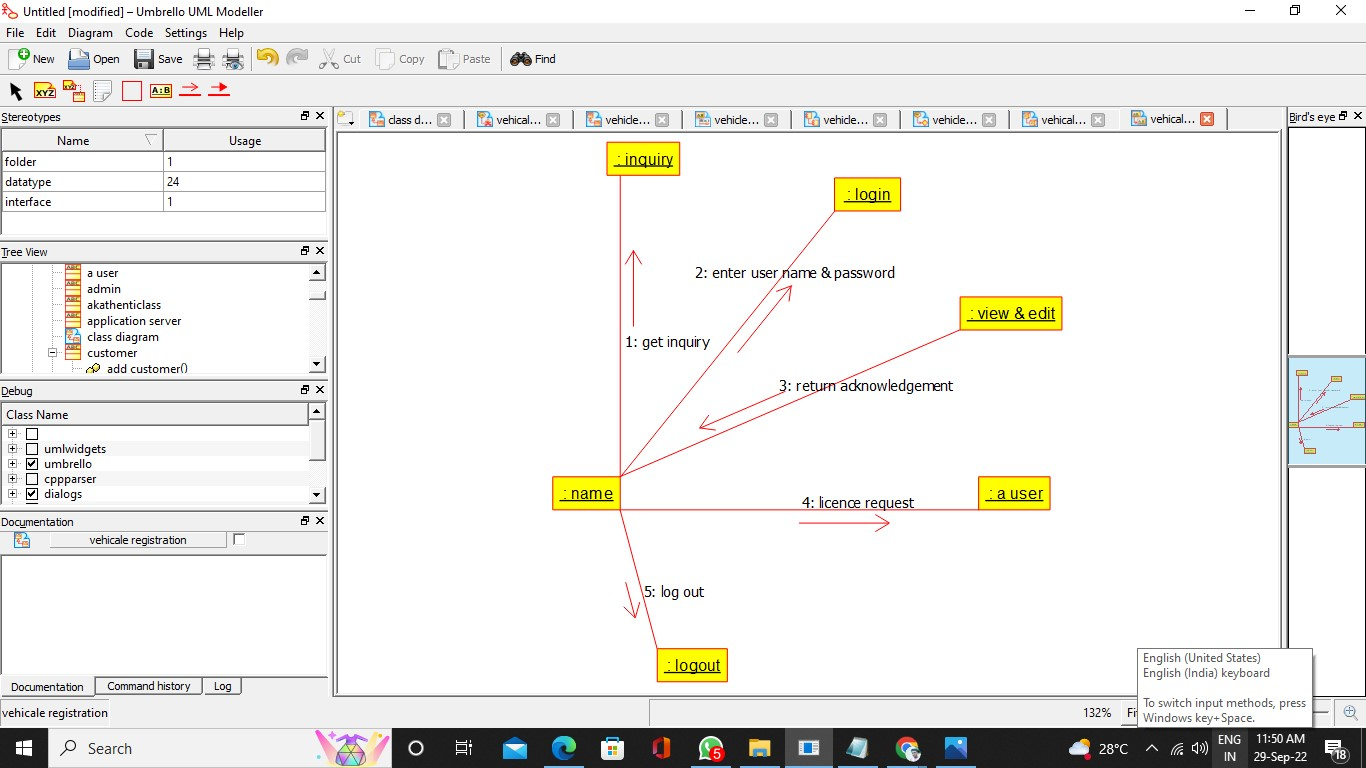 Untitled [modified] – Umbrello UML Modeller
File Edit Diagram Code Settings Help
New Open Save Cut Copy Paste Find
XYZ XYZ A:B
Stereotypes
Name Usage
folder 1
datatype 24
interface 1
Tree View
a user
admin
akathenticlass
application server
class diagram
customer
add customer()
Debug
Class Name
umlwidgets
umbrello
cppparser
dialogs
Documentation
vehicale registration
Documentation Command history Log
vehicale registration
class d... vehical... vehicle... vehicle... vehicle... vehicle... vehical... vehical...
Bird's eye
: inquiry
: login
2: enter user name & password
: view & edit
1: get inquiry
3: return acknowledgement
: name
4: licence request
: a user
5: log out
: logout
English (United States)
English (India) keyboard
To switch input methods, press
Windows key+Space.
132% Fi
Search
5
28°C
ENG
IN
11:50 AM
29-Sep-22
18